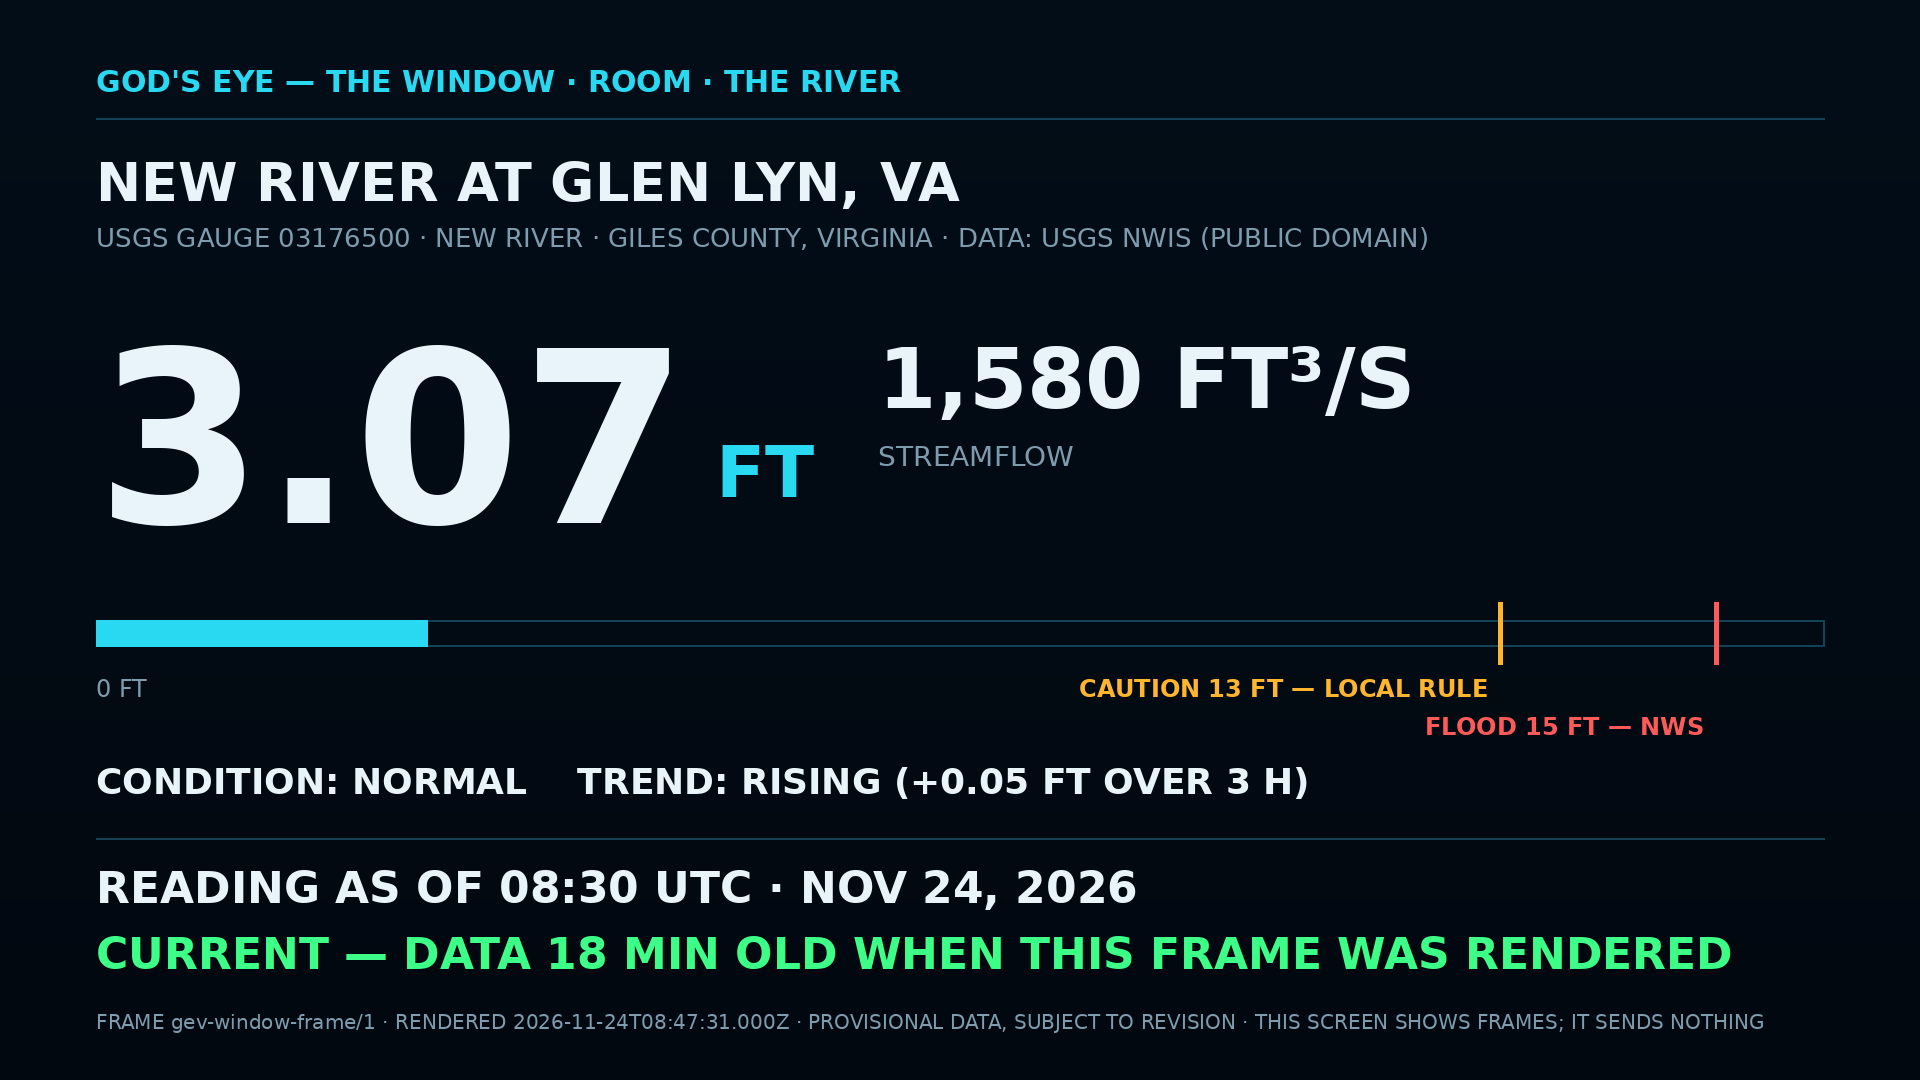 GOD'S EYE — THE WINDOW · ROOM · THE RIVER
NEW RIVER AT GLEN LYN, VA
USGS GAUGE 03176500 · NEW RIVER · GILES COUNTY, VIRGINIA · DATA: USGS NWIS (PUBLIC DOMAIN)
3.07 FT
1,580 FT³/S
STREAMFLOW
0 FT
CAUTION 13 FT — LOCAL RULE
FLOOD 15 FT — NWS
CONDITION: NORMAL TREND: RISING (+0.05 FT OVER 3 H)
READING AS OF 08:30 UTC · NOV 24, 2026
CURRENT — DATA 18 MIN OLD WHEN THIS FRAME WAS RENDERED
FRAME gev-window-frame/1 · RENDERED 2026-11-24T08:47:31.000Z · PROVISIONAL DATA, SUBJECT TO REVISION · THIS SCREEN SHOWS FRAMES; IT SENDS NOTHING